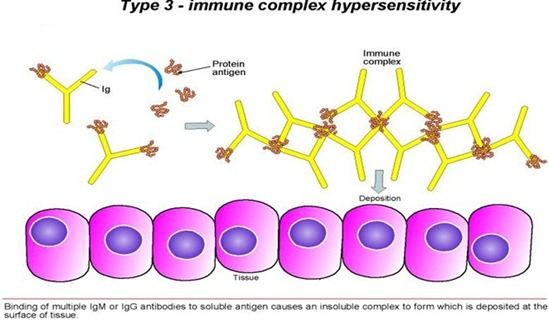 Type 3 - immune complex hypersensitivity
Immune
complex
Protein
antigen
Ig
Deposition
Tissue
Binding of multiple IgM or IgG antibodies to soluble antigen causes an insoluble complex to form which is deposited at the
surface of tissue.